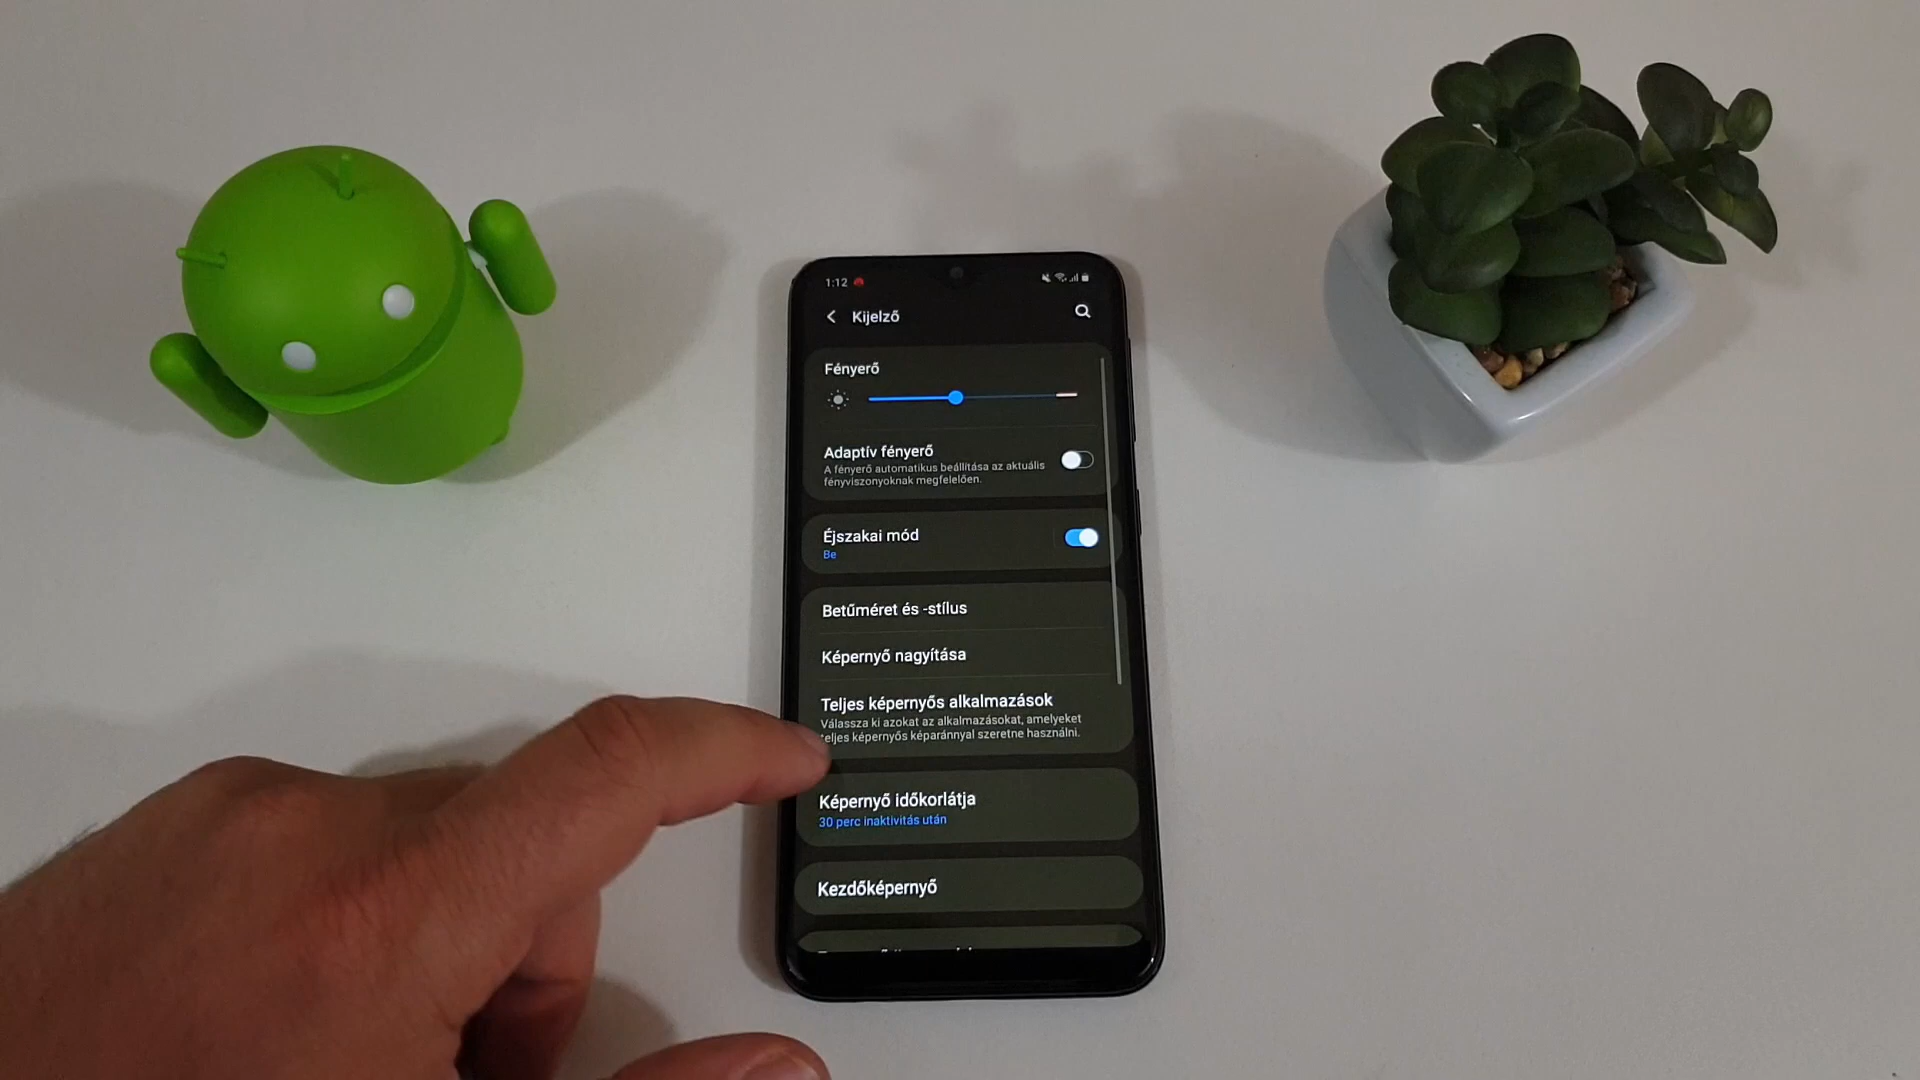 1:12
Kijelző
Fényerő
Adaptív fényerő
A fényerő automatikus beállítása az aktuális
fényviszonyoknak megfelelően.
Éjszakai mód
Be
Betűméret és -stílus
Képernyő nagyítása
Teljes képernyős alkalmazások
Válassza ki azokat az alkalmazásokat, amelyeket
teljes képernyős képaránnyal szeretne használni.
Képernyő időkorlátja
30 perc inaktivitás után
Kezdőképernyő